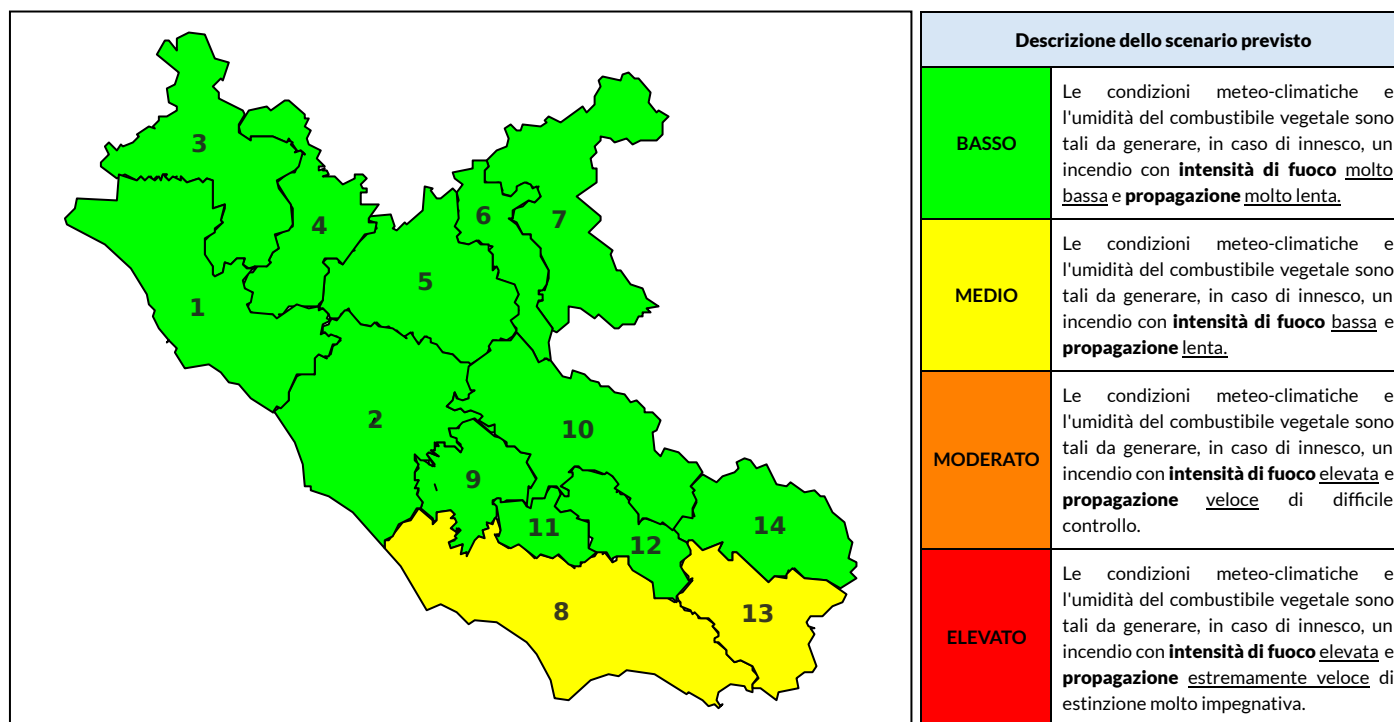 3
4
6
7
5
1
2
10
9
11
12
14
8
13
Descrizione dello scenario previsto
BASSO
Le condizioni meteo-climatiche e
l'umidità del combustibile vegetale sono
tali da generare, in caso di innesco, un
incendio con intensità di fuoco molto
bassa e propagazione molto lenta.
MEDIO
Le condizioni meteo-climatiche e
l'umidità del combustibile vegetale sono
tali da generare, in caso di innesco, un
incendio con intensità di fuoco bassa e
propagazione lenta.
MODERATO
Le condizioni meteo-climatiche e
l'umidità del combustibile vegetale sono
tali da generare, in caso di innesco, un
incendio con intensità di fuoco elevata e
propagazione veloce di difficile
controllo.
ELEVATO
Le condizioni meteo-climatiche e
l'umidità del combustibile vegetale sono
tali da generare, in caso di innesco, un
incendio con intensità di fuoco elevata e
propagazione estremamente veloce di
estinzione molto impegnativa.